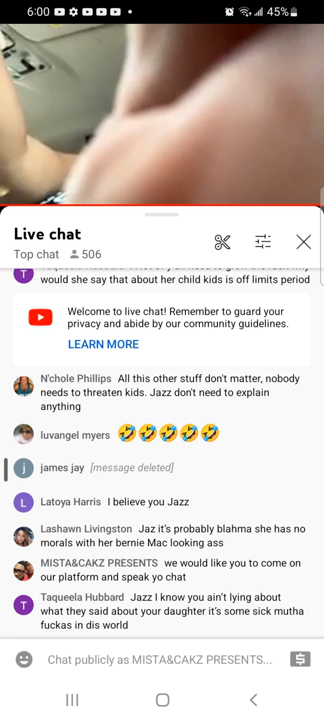 6:00
45%
Live chat
Top chat 506
would she say that about her child kids is off limits period
Welcome to live chat! Remember to guard your
privacy and abide by our community guidelines.
LEARN MORE
N'chole Phillips All this other stuff don't matter, nobody
needs to threaten kids. Jazz don't need to explain
anything
luvangel myers 🤣🤣🤣🤣🤣
j james jay [message deleted]
L Latoya Harris I believe you Jazz
Lashawn Livingston Jaz it's probably blahma she has no
morals with her bernie Mac looking ass
MISTA&CAKZ PRESENTS we would like you to come on
our platform and speak yo chat
T Taqueela Hubbard Jazz I know you ain't lying about
what they said about your daughter it's some sick mutha
fuckas in dis world
Chat publicly as MISTA&CAKZ PRESENTS...